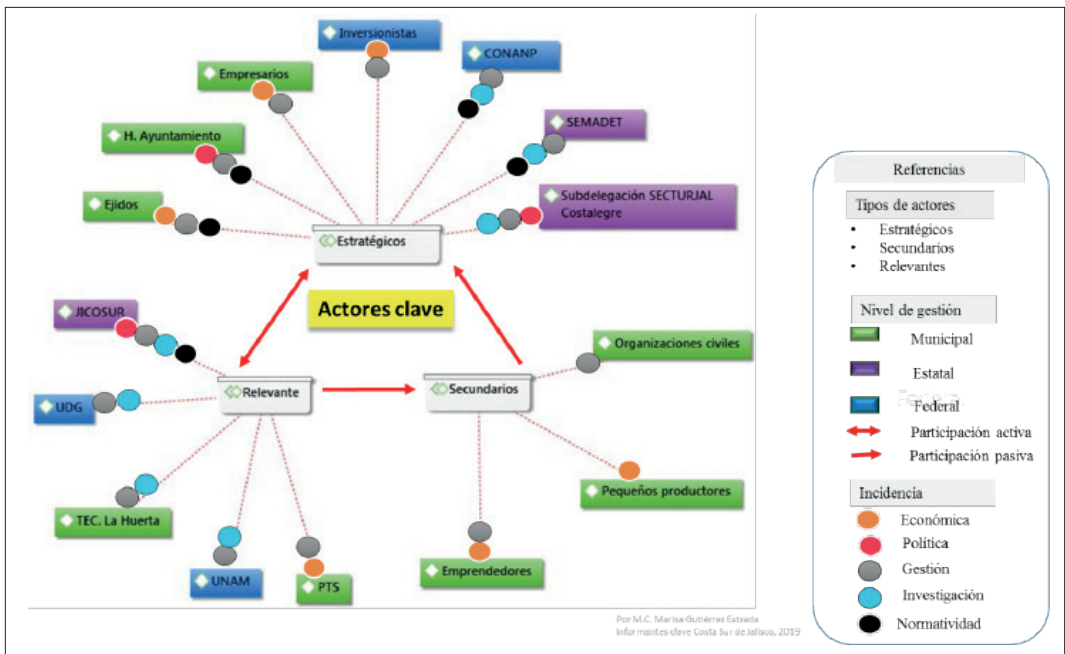 Inversionistas
CONANP
Empresarios
SEMADET
H. Ayuntamiento
Subdelegación SECTURJAL
Costalegre
Ejidos
Estratégicos
Actores clave
JICOSUR
Organizaciones civiles
Relevante
Secundarios
UDG
Pequeños productores
TEC. La Huerta
UNAM
PTS
Emprendedores
Por M.C. Marisa Gutiérrez Estrada
Informantes clave Costa Sur de Jalisco, 2019
Referencias
Tipos de actores
• Estratégicos
• Secundarios
• Relevantes
Nivel de gestión
Municipal
Estatal
Federal
Participación activa
Participación pasiva
Incidencia
Económica
Política
Gestión
Investigación
Normatividad